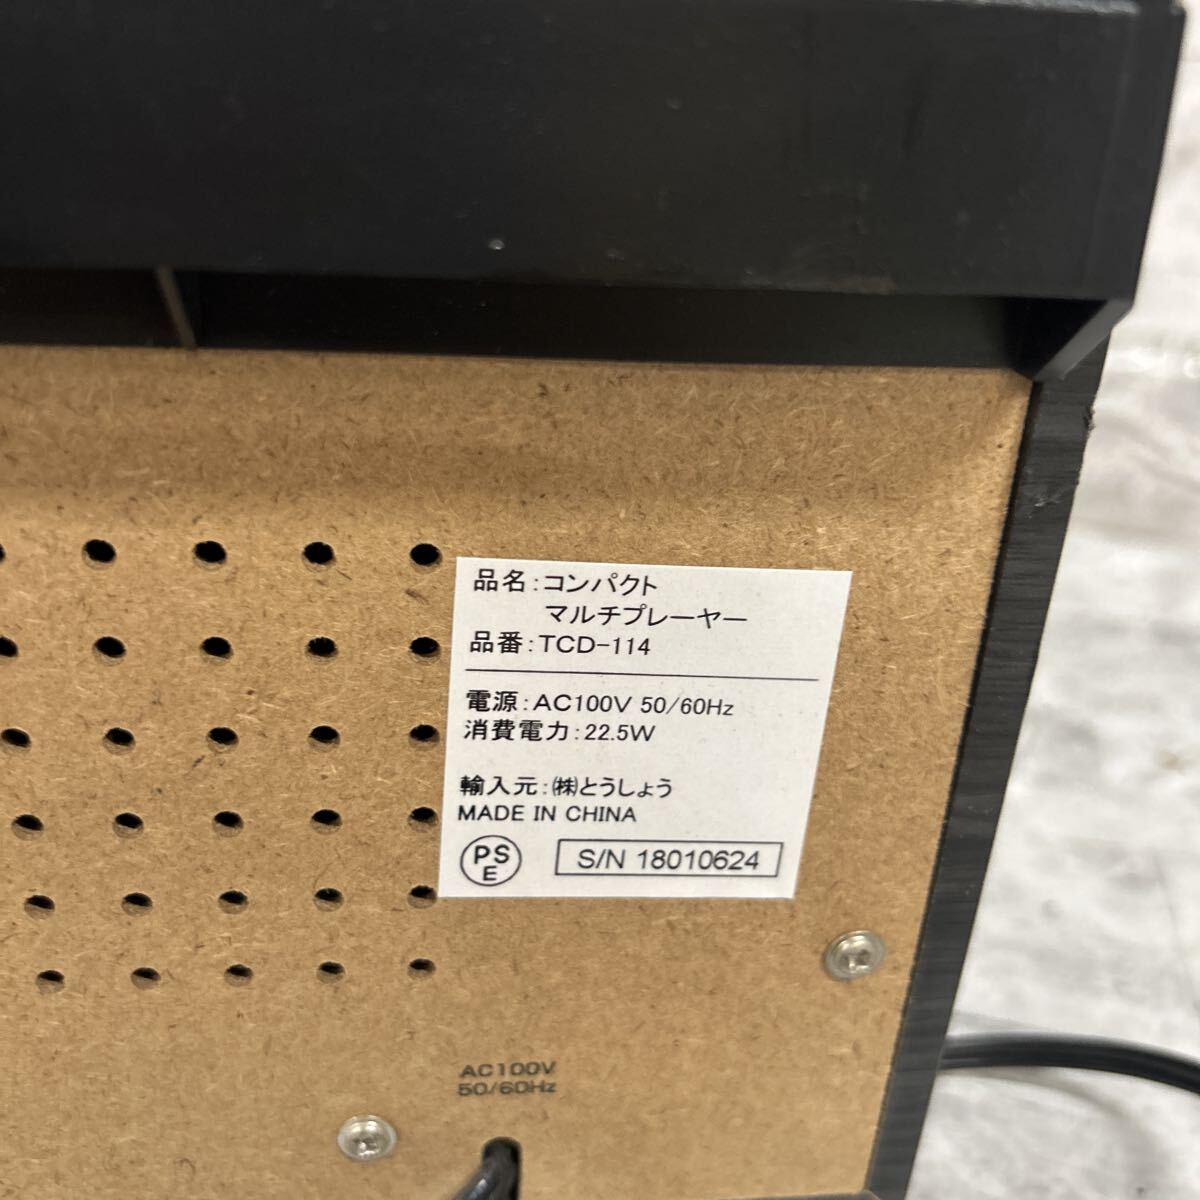 品名:コンパクト
マルチプレーヤー
品番:TCD-114
電源:AC100V 50/60Hz
消費電力:22.5W
輸入元:㈱とうしょう
MADE IN CHINA
PSE
S/N 18010624
AC100V
50/60Hz